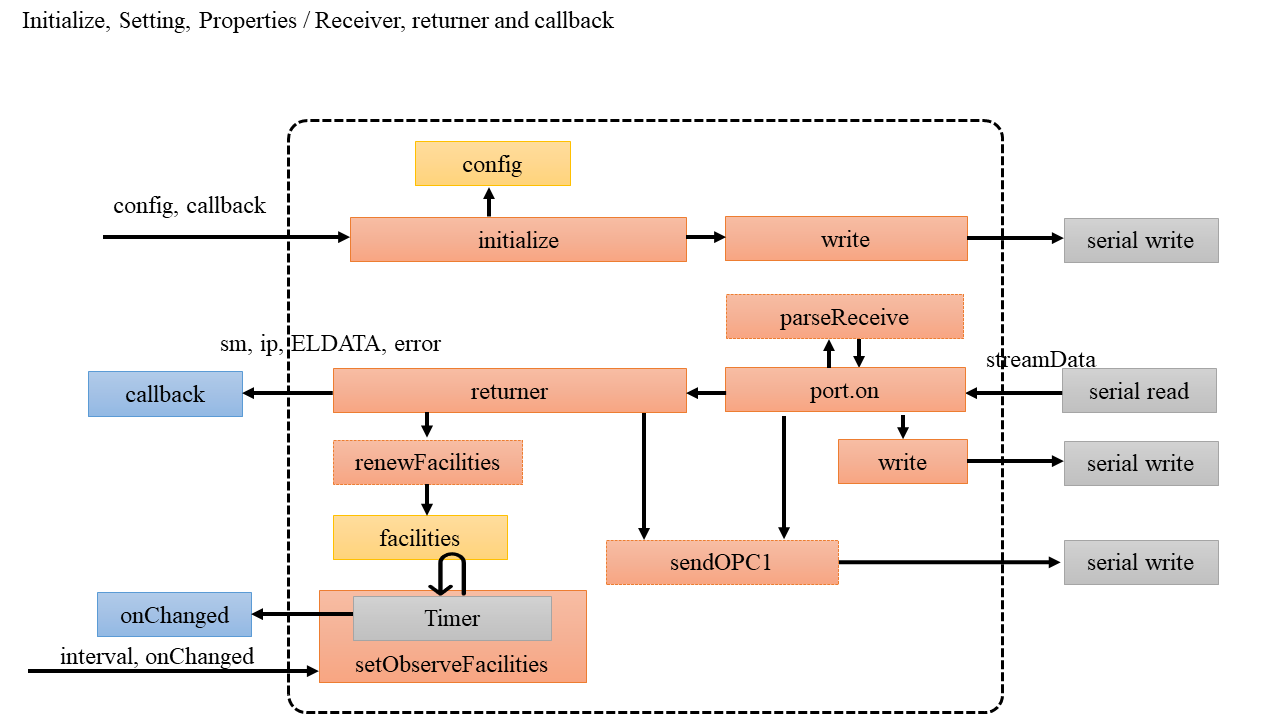 Initialize, Setting, Properties / Receiver, returner and callback
config
config, callback
initialize
write
serial write
parseReceive
sm, ip, ELDATA, error
streamData
callback
returner
port.on
serial read
renewFacilities
write
serial write
facilities
sendOPC1
serial write
onChanged
Timer
interval, onChanged
setObserveFacilities